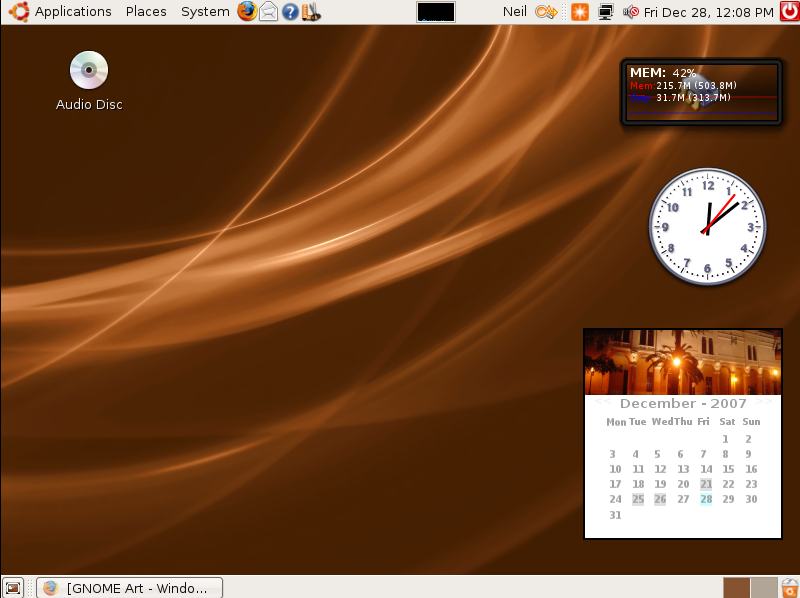 Applications Places System Neil Fri Dec 28, 12:08 PM
Audio Disc
MEM: 42%
Mem: 215.7M (503.8M)
31.7M (313.7M)
12
11 1
10 2
9 3
8 4
7 5
6
<< December - 2007 >>
Mon Tue Wed Thu Fri Sat Sun
1 2
3 4 5 6 7 8 9
10 11 12 13 14 15 16
17 18 19 20 21 22 23
24 25 26 27 28 29 30
31
[GNOME Art - Windo...